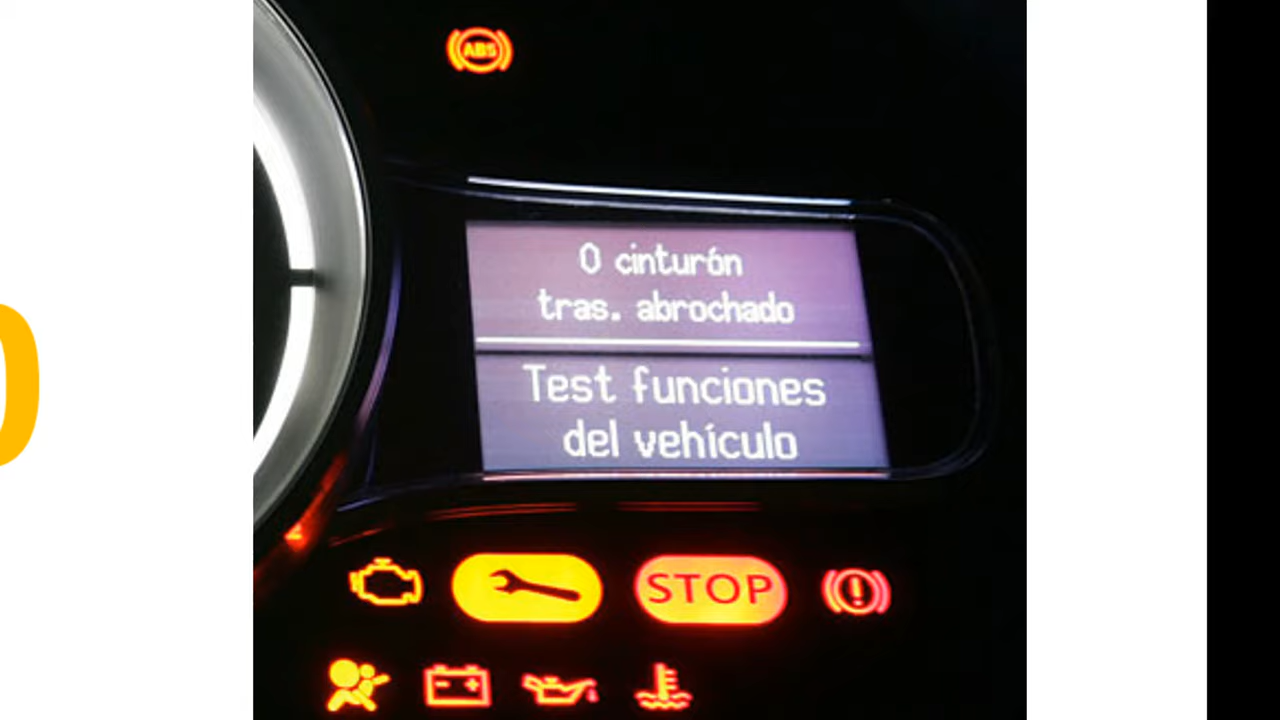 ABS
0 cinturón
tras. abrochado
Test funciones
del vehículo
STOP